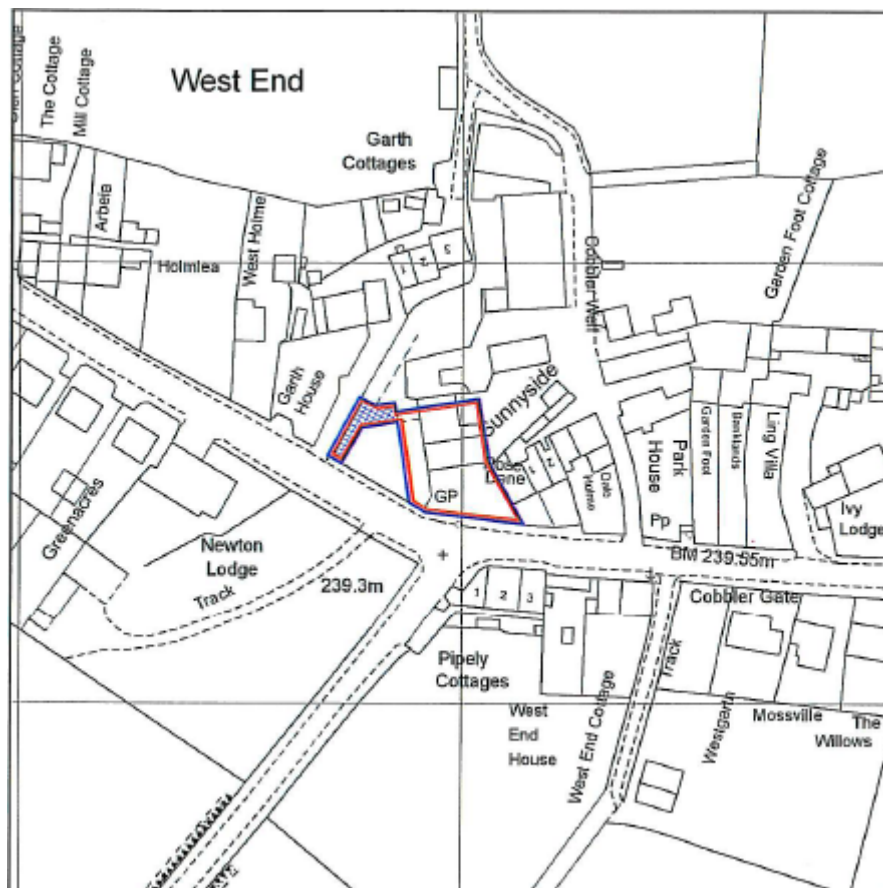 The Cottage
Mill Cottage
West End
Garth
Cottages
Arbeia
Holmlea
West Holme
1
2
3
Cobbler Well
Garden Foot Cottage
Garth
House
Sunnyside
Rose
Dene
1
2
Dale
Holme
GP
Park
House
Garden Foot
Banklands
Ling Villa
Pp
Ivy
Lodge
Greenacres
Newton
Lodge
Track
239.3m
BM 239.55m
Cobbler Gate
1
2
3
Pipely
Cottages
West
End
House
West End Cottage
Track
Westgarth
Mossville
The
Willows